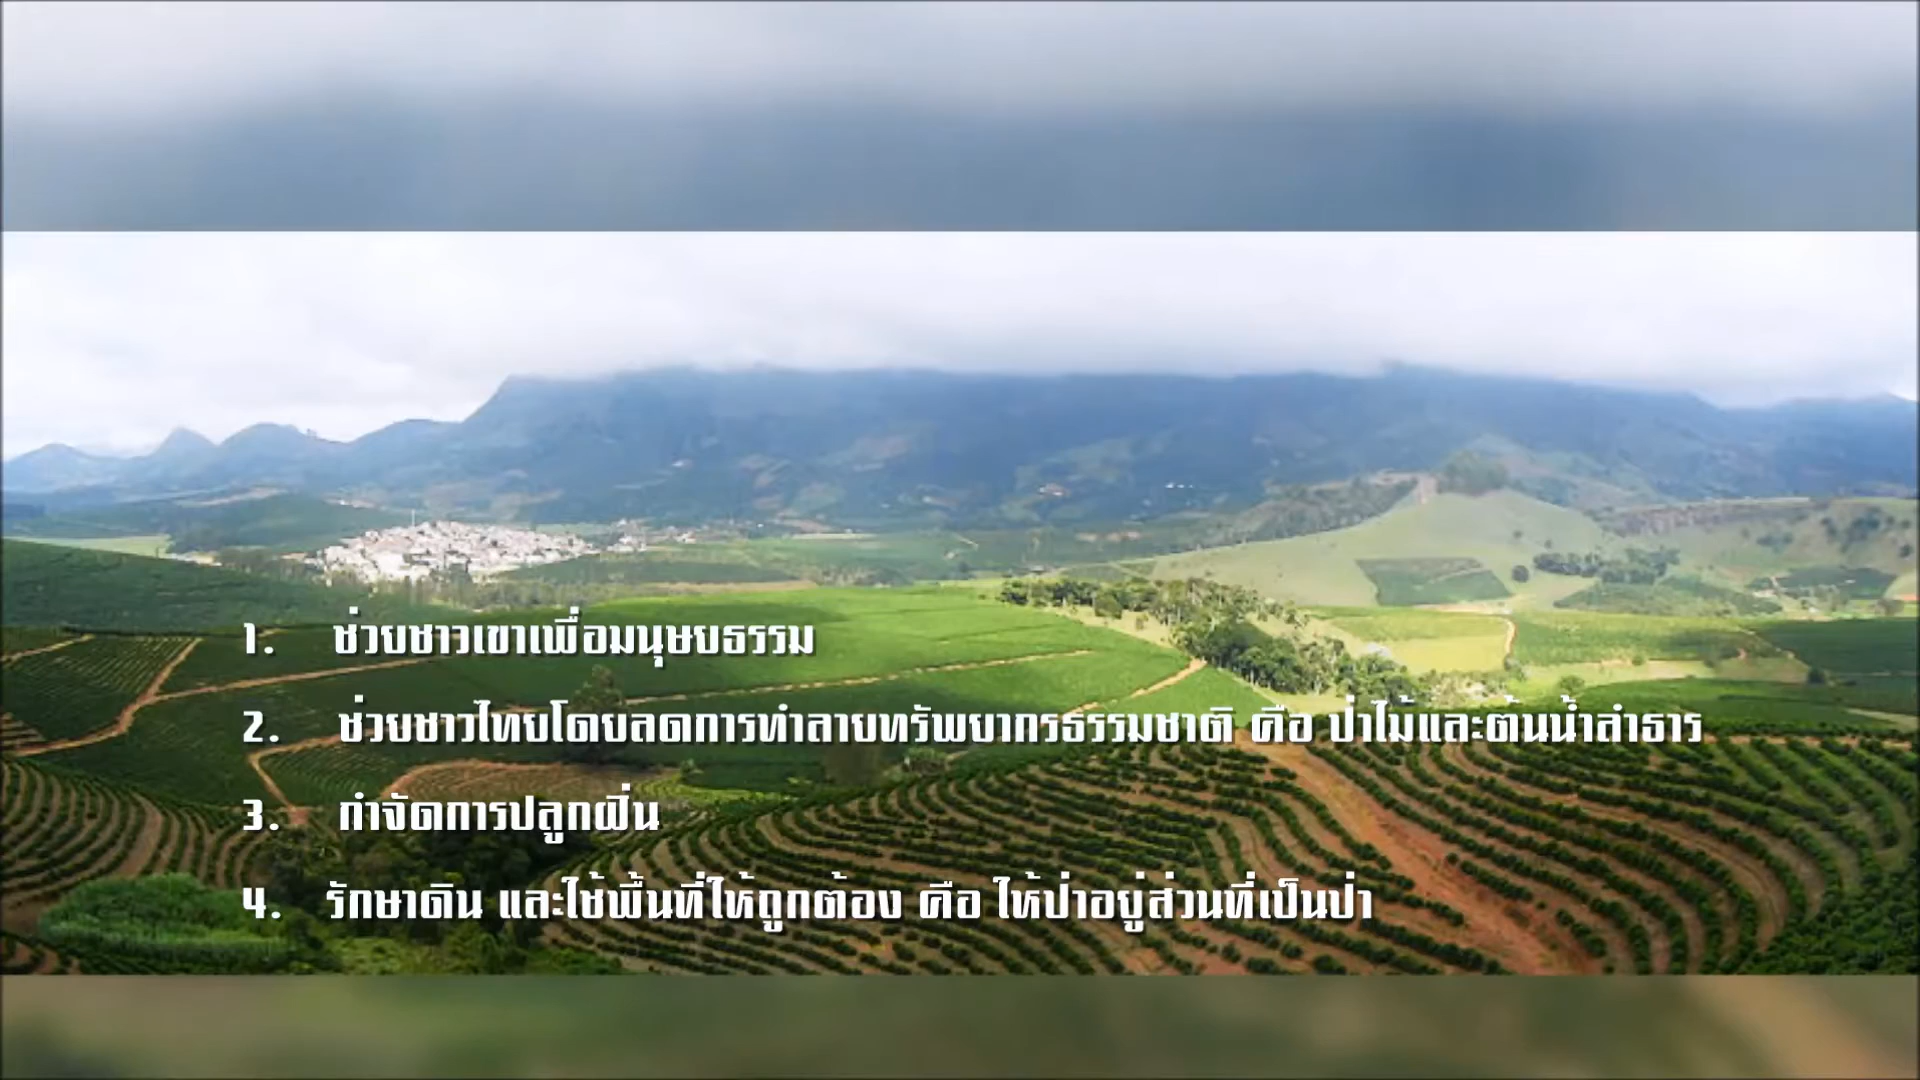 1. ช่วยชาวเขาเพื่อมนุษยธรรม
2. ช่วยชาวไทยโดยลดการทำลายทรัพยากรธรรมชาติ คือ ป่าไม้และต้นน้ำลำธาร
3. กำจัดการปลูกฝิ่น
4. รักษาดิน และใช้พื้นที่ให้ถูกต้อง คือ ให้ป่าอยู่ส่วนที่เป็นป่า